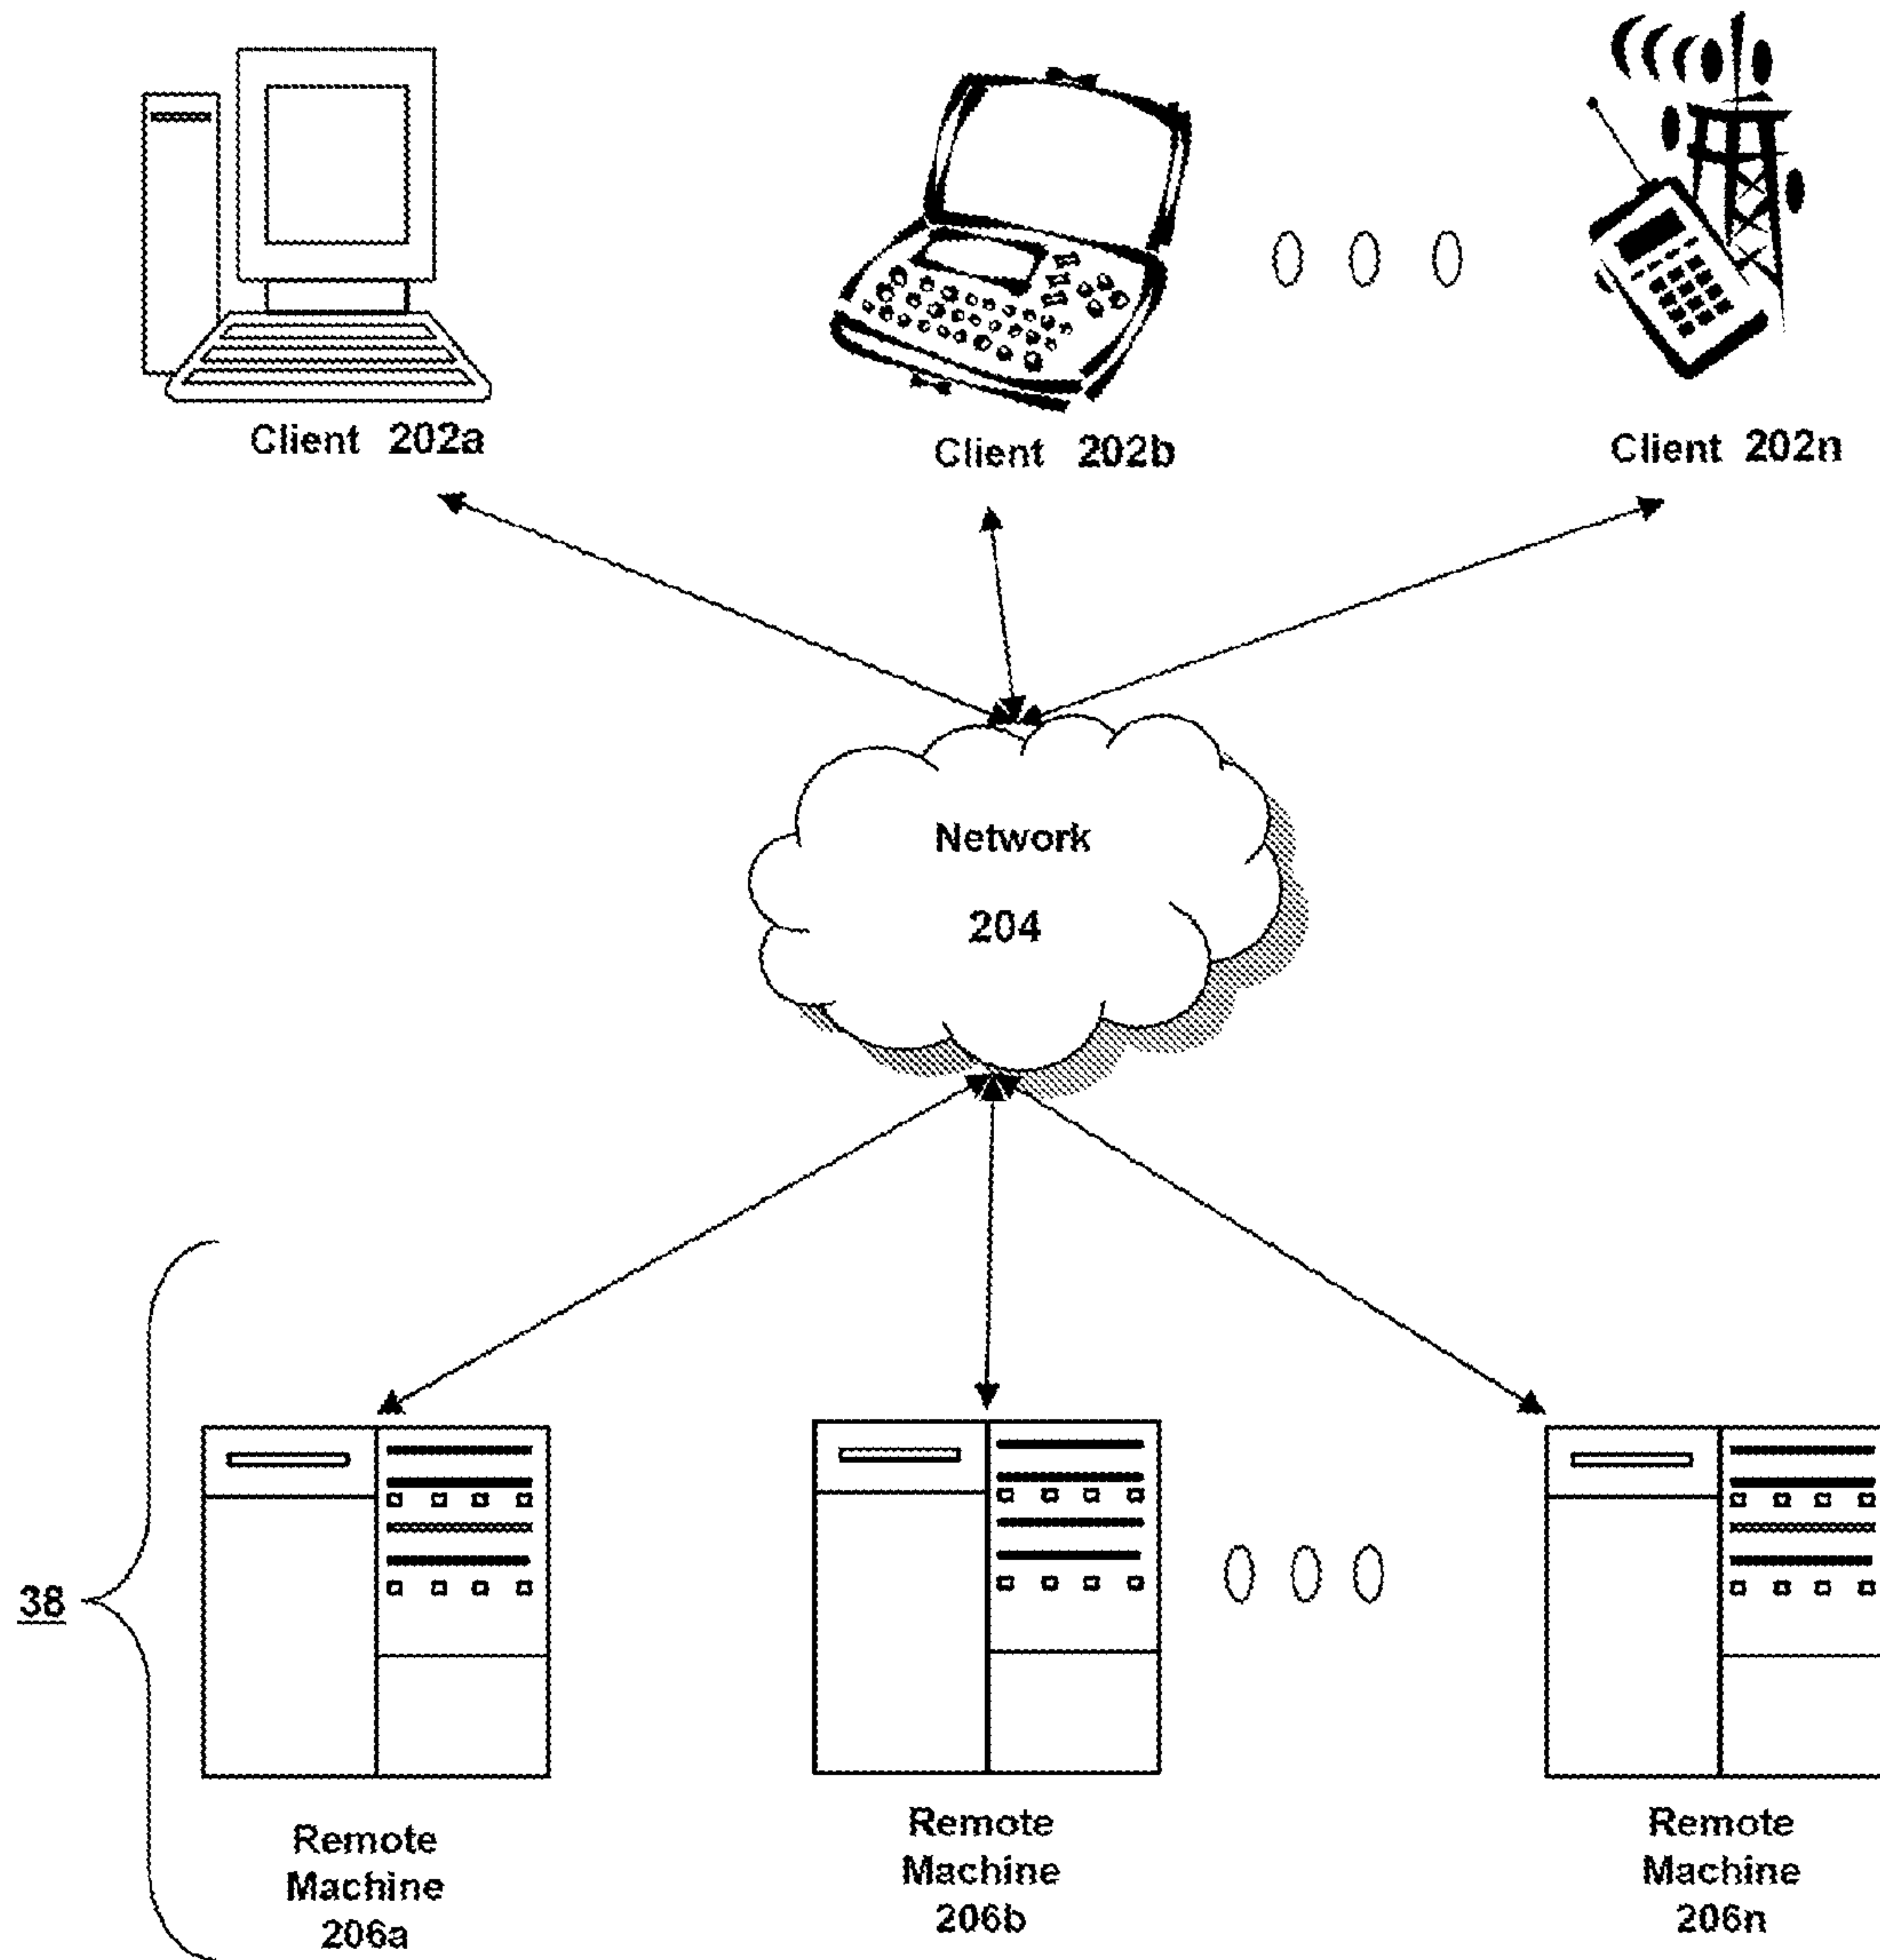 Client 202a
Client 202b
Client 202n
Network
204
38
Remote
Machine
206a
Remote
Machine
206b
Remote
Machine
206n